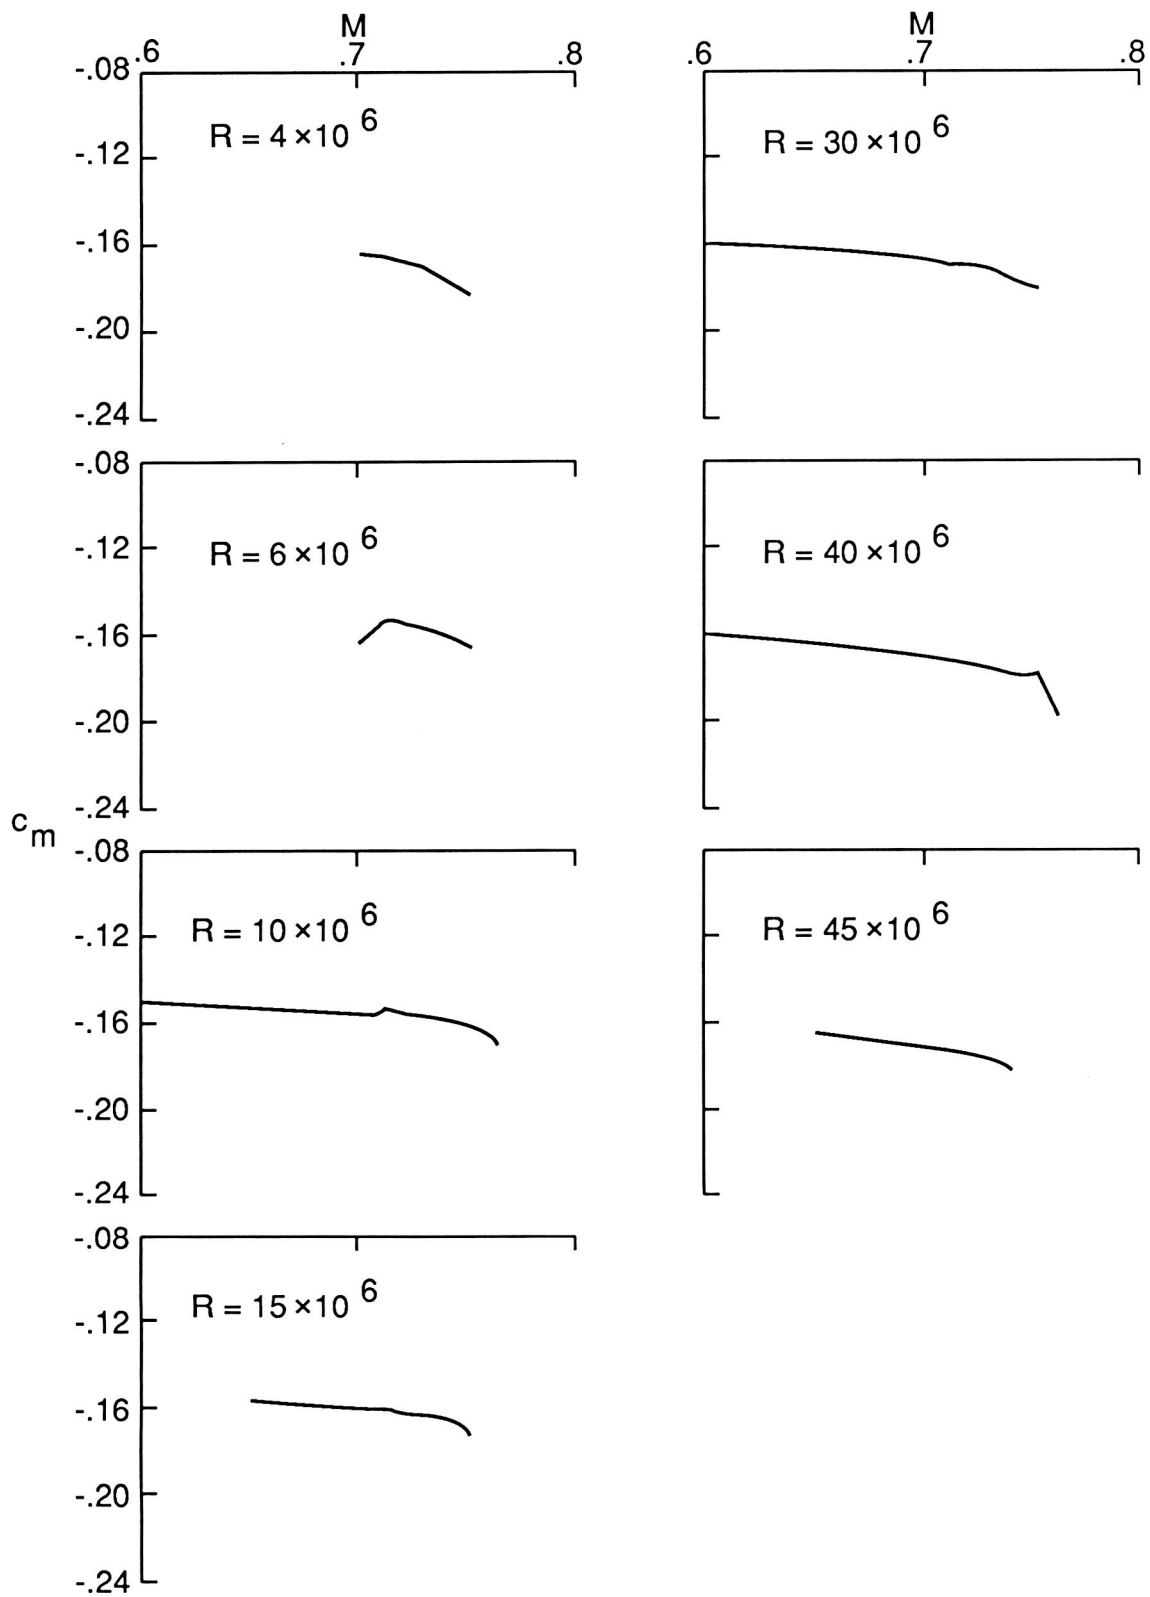 M
.6 .7 .8
-.08
R = 4 ×10 6
-.12
-.16
-.20
-.24
-.08
R = 6 ×10 6
-.12
-.16
-.20
-.24
cm
-.08
R = 10 ×10 6
-.12
-.16
-.20
-.24
-.08
R = 15 ×10 6
-.12
-.16
-.20
-.24
M
.6 .7 .8
R = 30 ×10 6
R = 40 ×10 6
R = 45 ×10 6